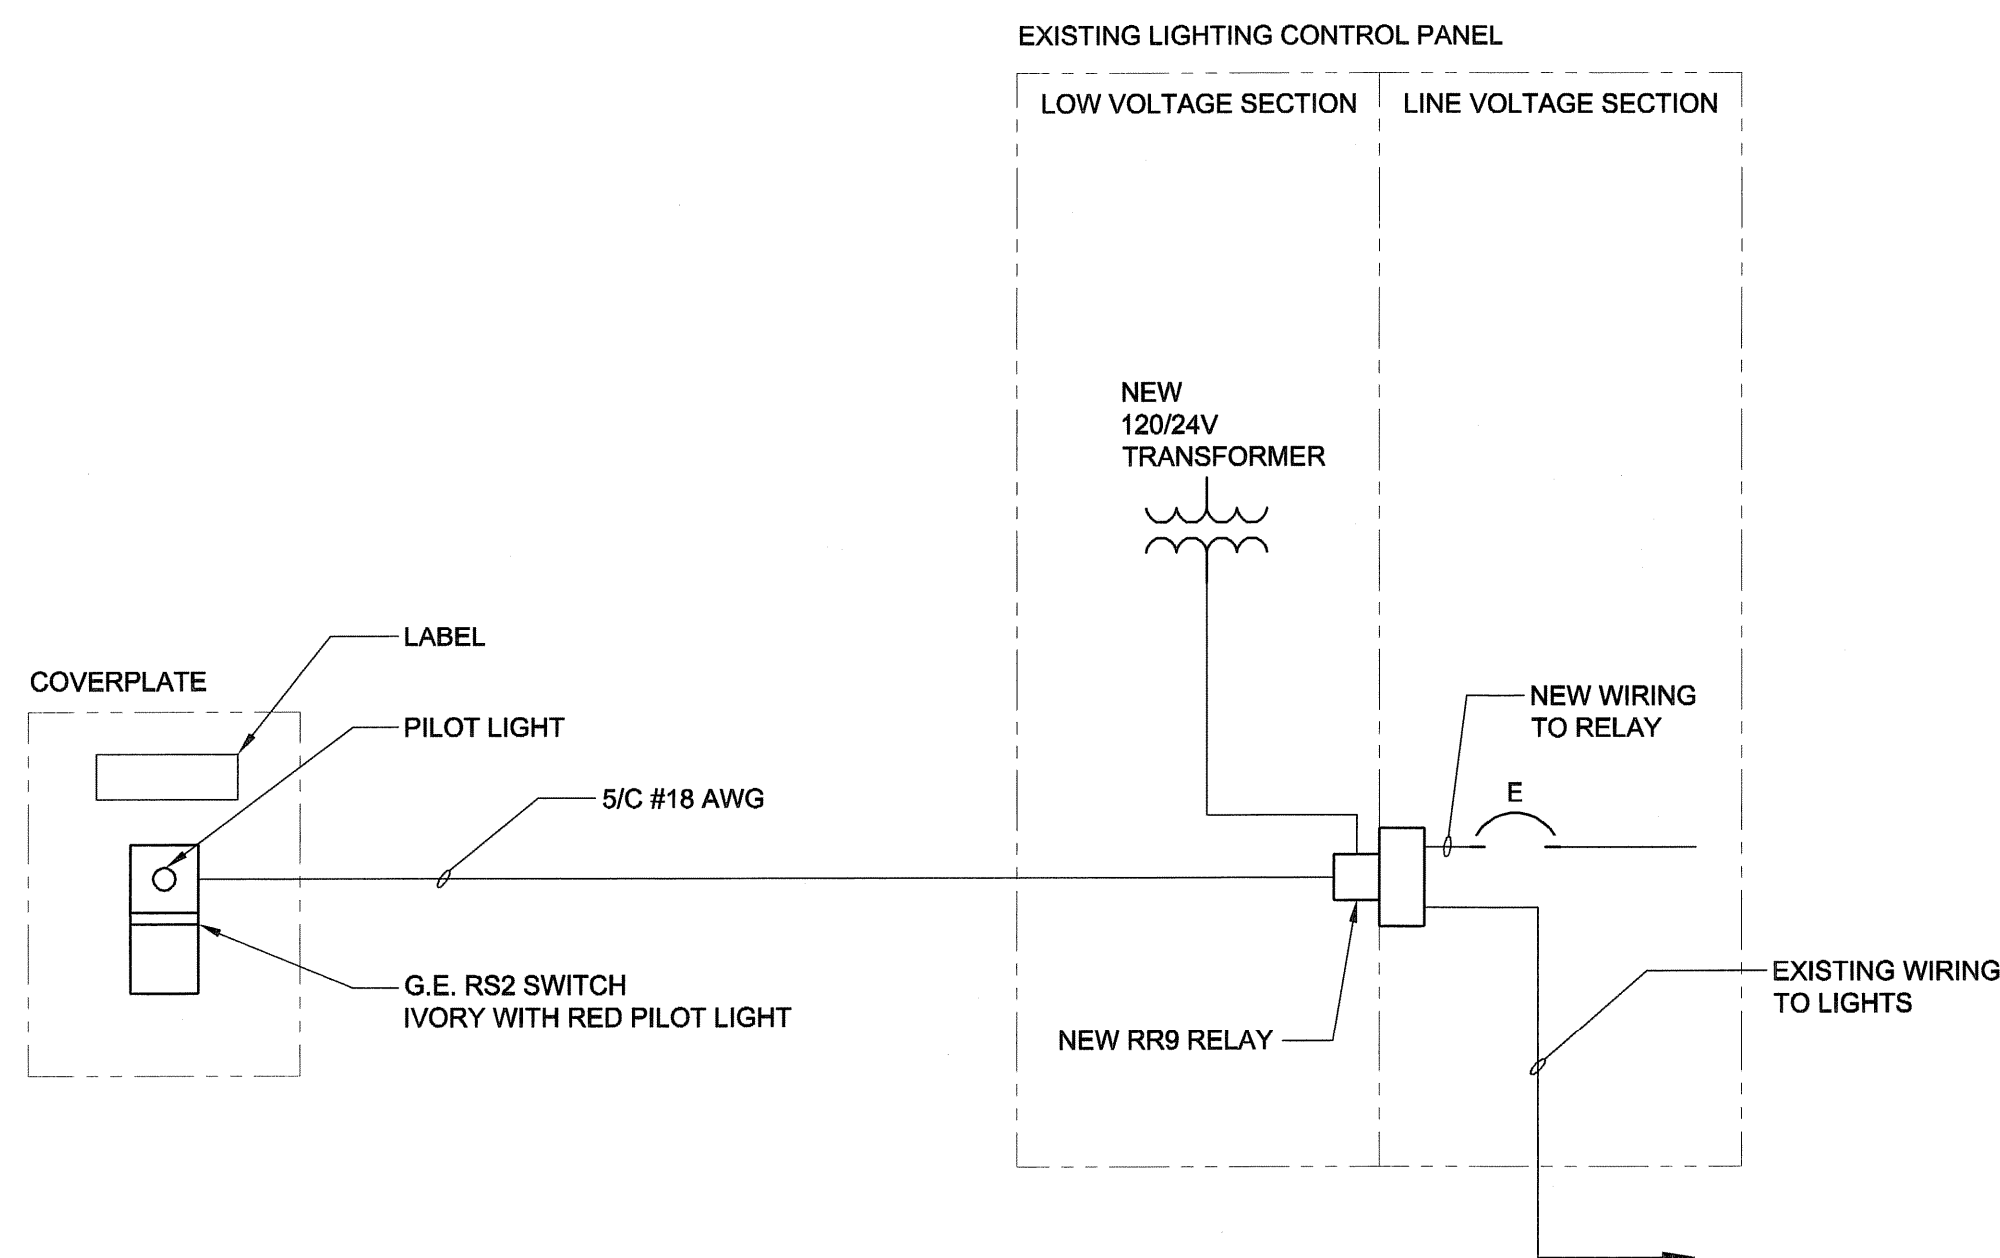 EXISTING LIGHTING CONTROL PANEL
LOW VOLTAGE SECTION
LINE VOLTAGE SECTION
NEW
120/24V
TRANSFORMER
LABEL
COVERPLATE
PILOT LIGHT
NEW WIRING
TO RELAY
5/C #18 AWG
E
G.E. RS2 SWITCH
IVORY WITH RED PILOT LIGHT
EXISTING WIRING
TO LIGHTS
NEW RR9 RELAY